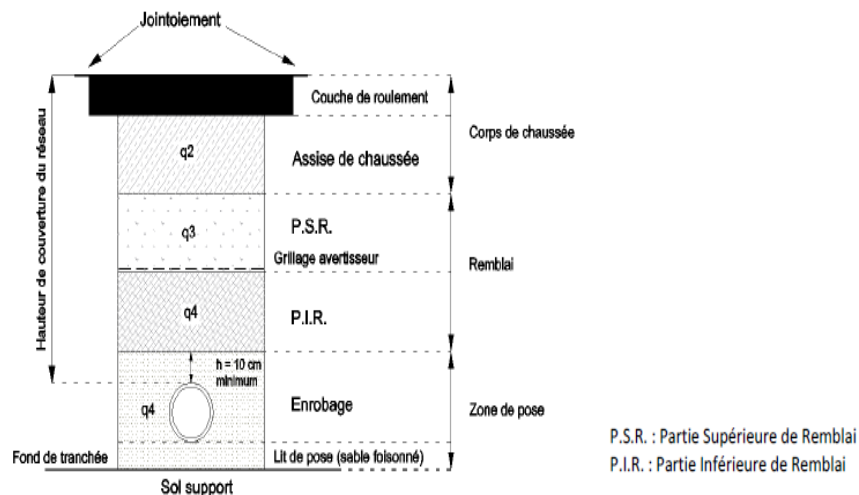 Jointoiement
Couche de roulement
Corps de chaussée
Hauteur de couverture du réseau
q2
Assise de chaussée
q3
P.S.R.
Grillage avertisseur
Remblai
q4
P.I.R.
h = 10 cm
minimum
q4
Enrobage
Zone de pose
Fond de tranchée
Lit de pose (sable foisonné)
Sol support
P.S.R. : Partie Supérieure de Remblai
P.I.R. : Partie Inférieure de Remblai